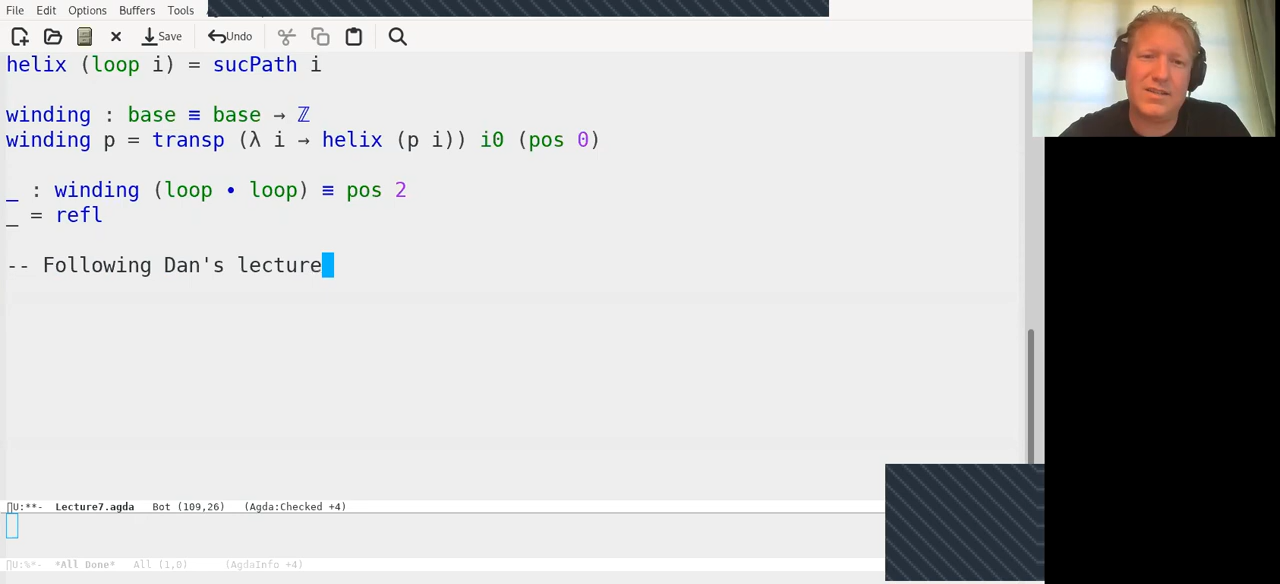 File Edit Options Buffers Tools
Save Undo
helix (loop i) = sucPath i
winding : base ≡ base → ℤ
winding p = transp (λ i → helix (p i)) i0 (pos 0)
_ : winding (loop • loop) ≡ pos 2
_ = refl
-- Following Dan's lecture
U:**- Lecture7.agda Bot (109,26) (Agda:Checked +4)
U:%*- *All Done* All (1,0) (AgdaInfo +4)